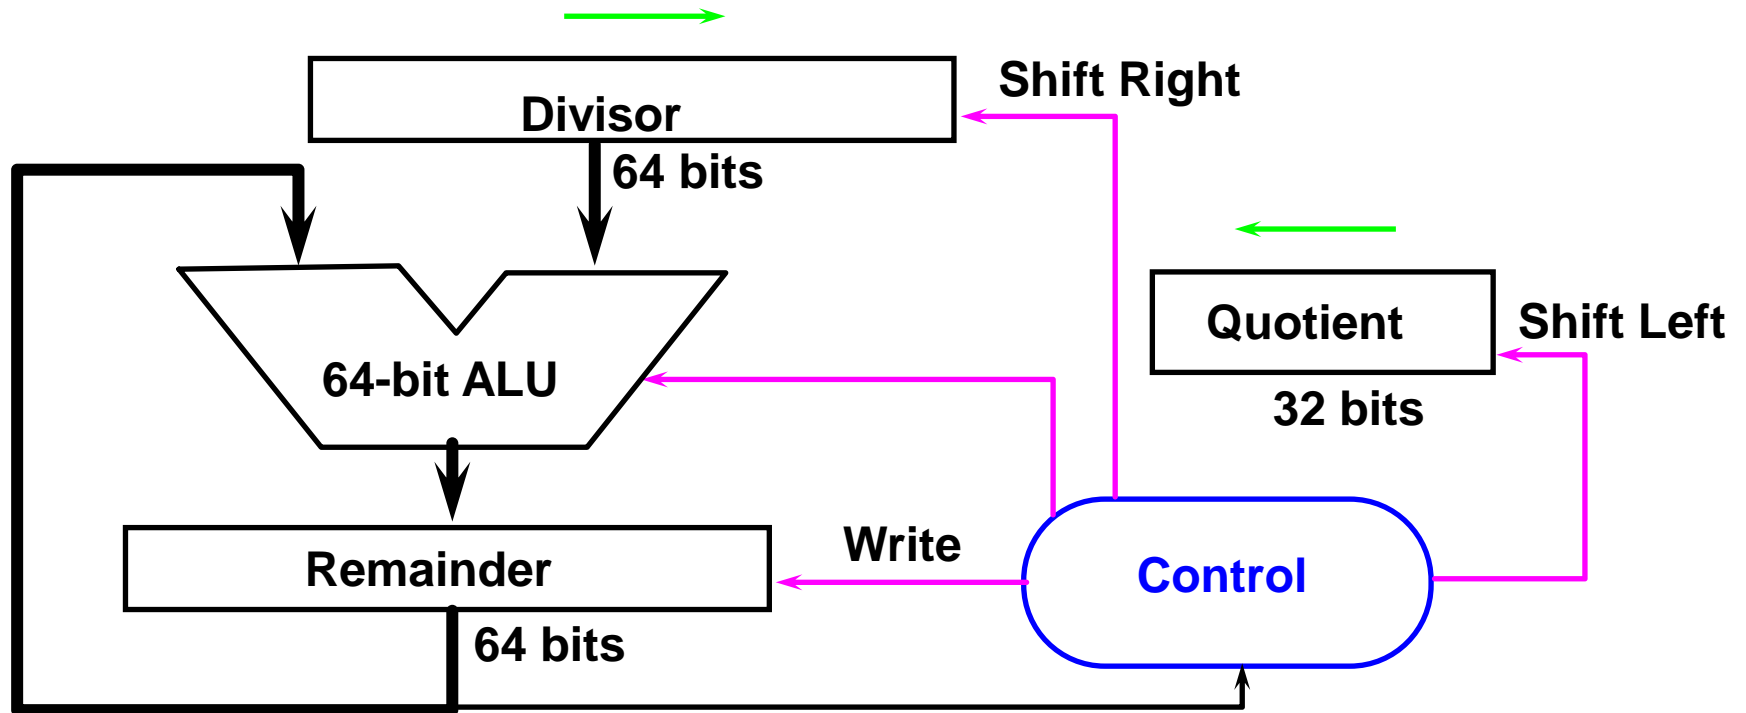 Shift Right
Divisor
64 bits
Quotient
Shift Left
64-bit ALU
32 bits
Write
Remainder
Control
64 bits